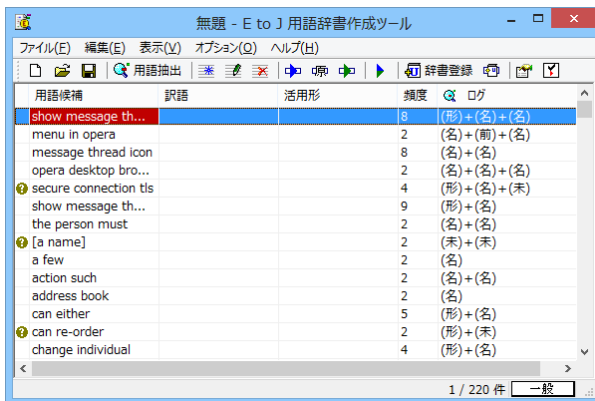 無題 - E to J 用語辞書作成ツール
ファイル(F) 編集(E) 表示(V) オプション(O) ヘルプ(H)
用語抽出 辞書登録
用語候補 訳語 活用形 頻度 ログ
show message th... 8 (形)+(名)+(名)
menu in opera 2 (名)+(前)+(名)
message thread icon 8 (名)+(名)
opera desktop bro... 2 (名)+(名)+(名)
secure connection tls 4 (形)+(名)+(未)
show message th... 9 (形)+(名)
the person must 2 (名)+(名)
[a name] 2 (未)+(未)
a few 2 (名)
action such 2 (名)+(名)
address book 2 (名)
can either 5 (形)+(名)
can re-order 2 (形)+(未)
change individual 4 (形)+(名)
1 / 220 件 一般